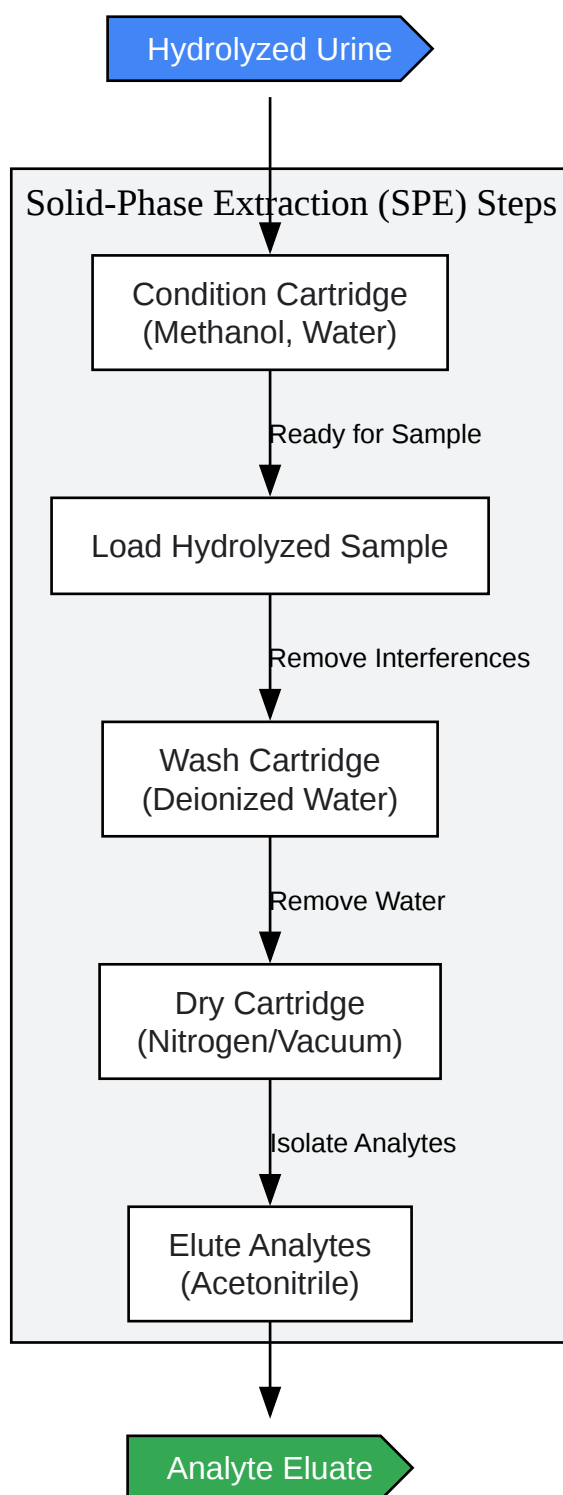 Hydrolyzed Urine
Solid-Phase Extraction (SPE) Steps
Condition Cartridge
(Methanol, Water)
Ready for Sample
Load Hydrolyzed Sample
Remove Interferences
Wash Cartridge
(Deionized Water)
Remove Water
Dry Cartridge
(Nitrogen/Vacuum)
Isolate Analytes
Elute Analytes
(Acetonitrile)
Analyte Eluate